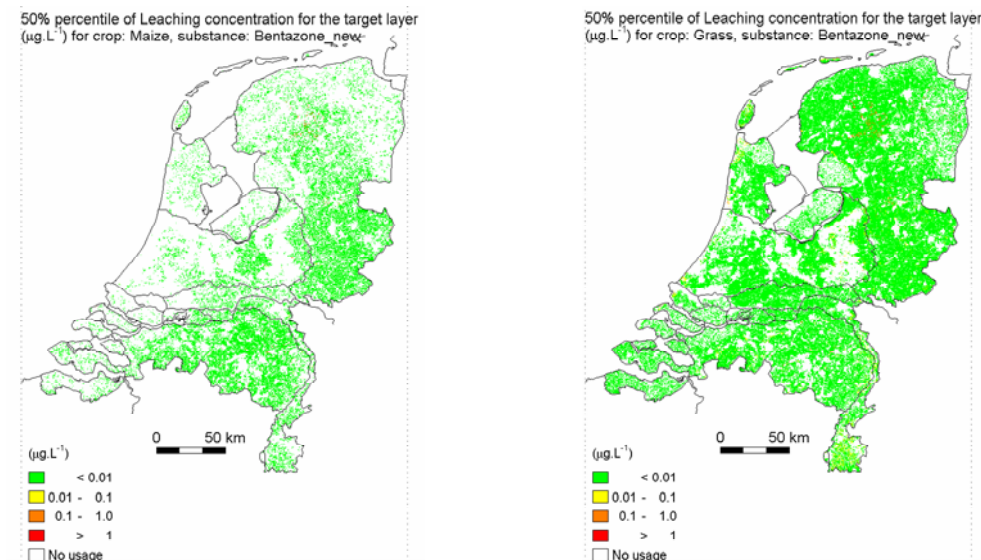 50% percentile of Leaching concentration for the target layer
(µg.L⁻¹) for crop: Maize, substance: Bentazone_new
0 50 km
(µg.L⁻¹)
< 0.01
0.01 - 0.1
0.1 - 1.0
> 1
No usage
50% percentile of Leaching concentration for the target layer
(µg.L⁻¹) for crop: Grass, substance: Bentazone_new
0 50 km
(µg.L⁻¹)
< 0.01
0.01 - 0.1
0.1 - 1.0
> 1
No usage